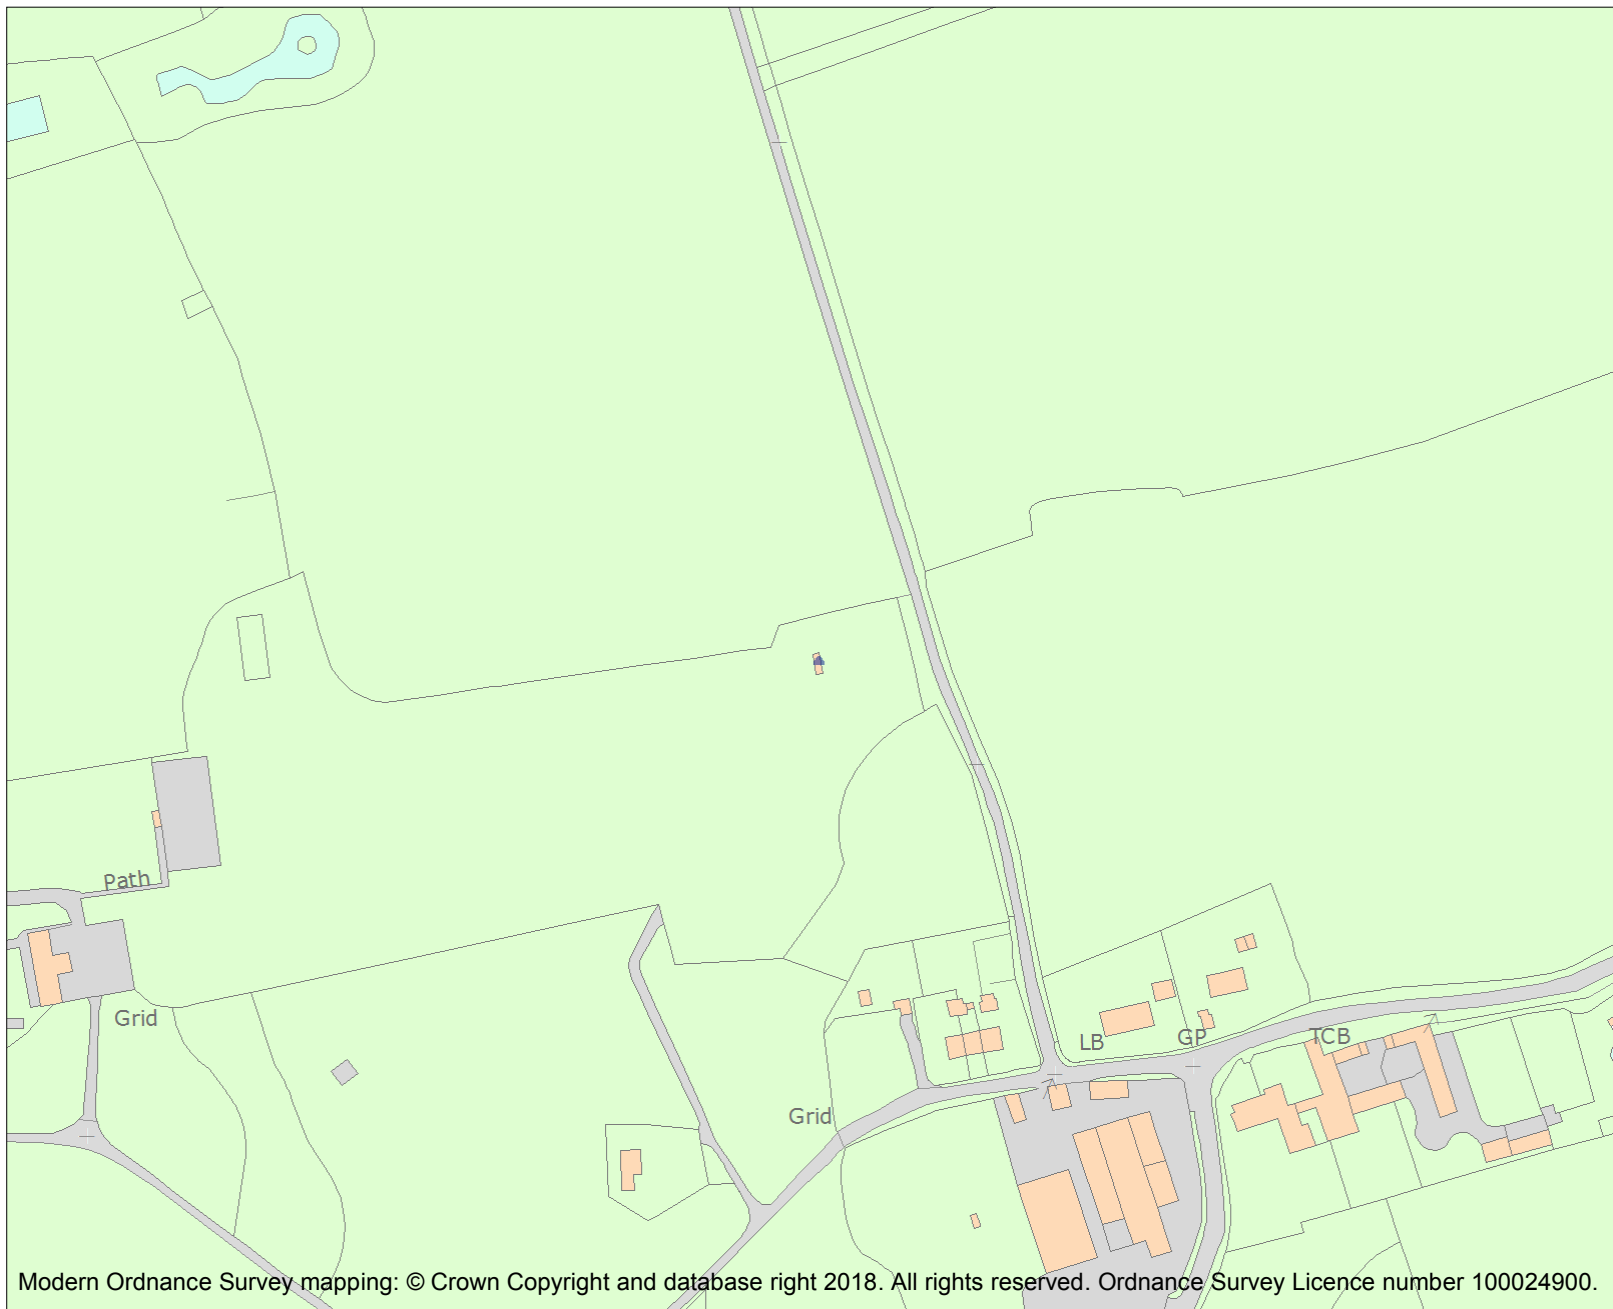 Path
Grid
LB
GP
TCB
Grid
Modern Ordnance Survey mapping: © Crown Copyright and database right 2018. All rights reserved. Ordnance Survey Licence number 100024900.